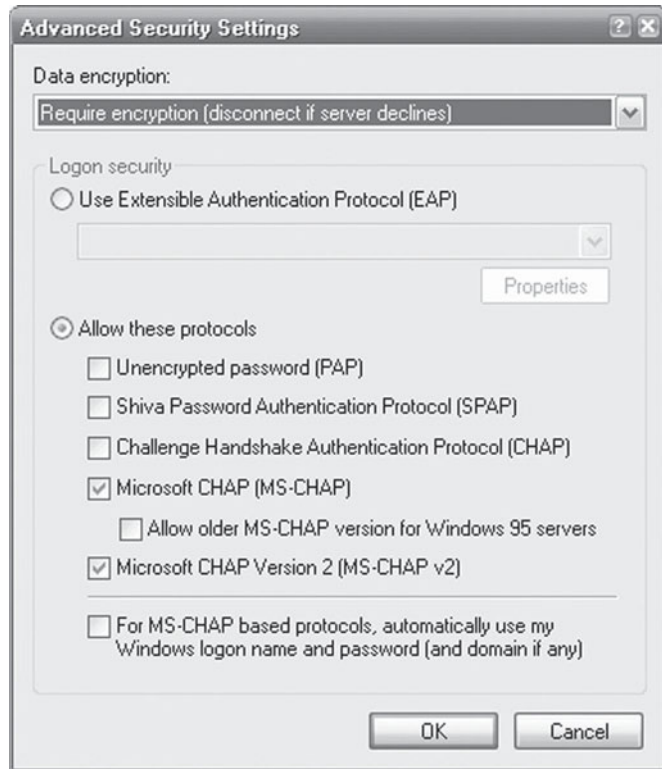 Advanced Security Settings
Data encryption:
Require encryption (disconnect if server declines)
Logon security
Use Extensible Authentication Protocol (EAP)
Properties
Allow these protocols
Unencrypted password (PAP)
Shiva Password Authentication Protocol (SPAP)
Challenge Handshake Authentication Protocol (CHAP)
Microsoft CHAP (MS-CHAP)
Allow older MS-CHAP version for Windows 95 servers
Microsoft CHAP Version 2 (MS-CHAP v2)
For MS-CHAP based protocols, automatically use my
Windows logon name and password (and domain if any)
OK Cancel